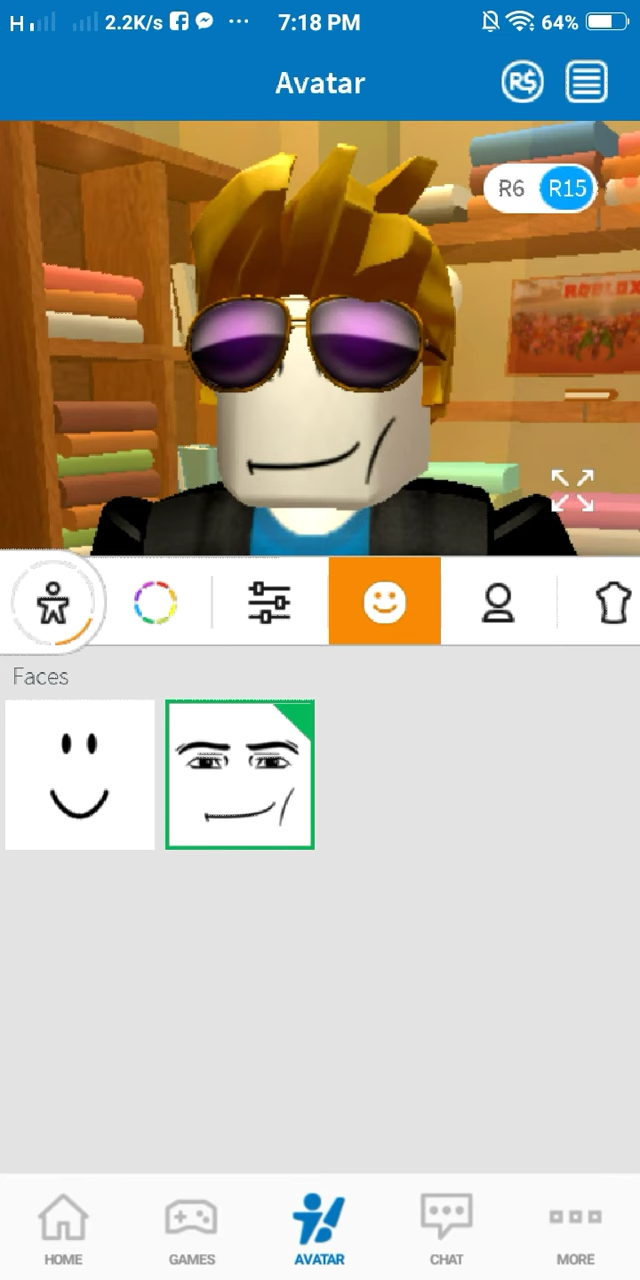 H 2.2K/s ... 7:18 PM 64%
Avatar R$
R6 R15
ROBLOX
Faces
HOME GAMES AVATAR CHAT MORE